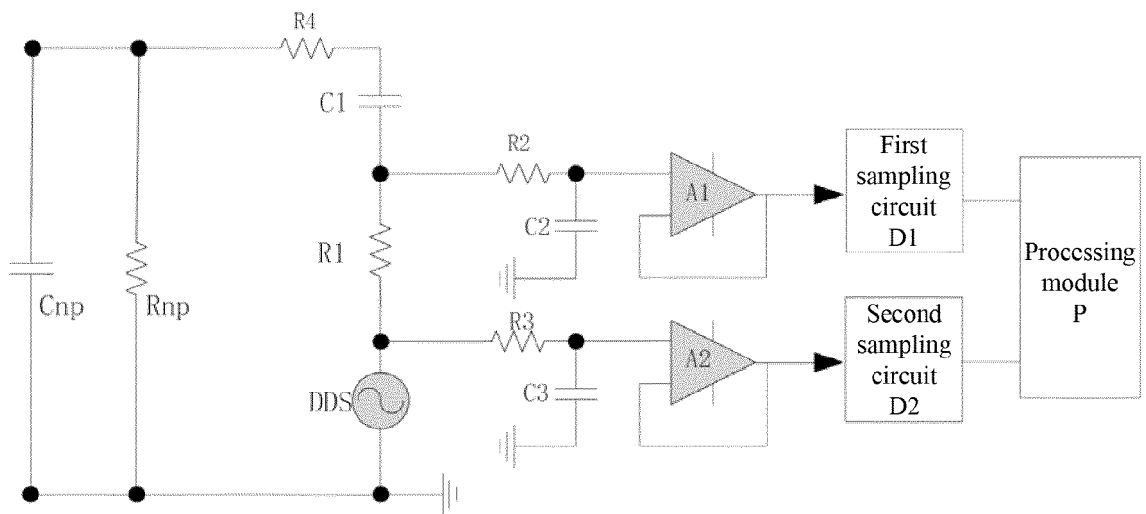 R4
C1
R2
A1
First
sampling
circuit
D1
C2
R1
Processing
module
P
Cnp
Rnp
R3
A2
Second
sampling
circuit
D2
DDS
C3